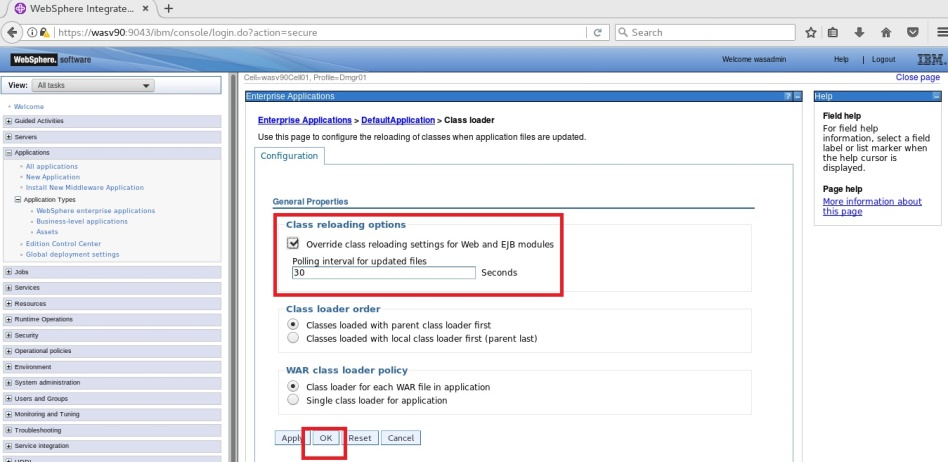 WebSphere Integrate...
https://wasv90:9043/ibm/console/login.do?action=secure
Search
WebSphere. software
Welcome wasadmin
Help
Logout
IBM.
View: All tasks
Cell=wasv90Cell01, Profile=Dmgr01
Close page
Welcome
Guided Activities
Servers
Applications
All applications
New Application
Install New Middleware Application
Application Types
WebSphere enterprise applications
Business-level applications
Assets
Edition Control Center
Global deployment settings
Jobs
Services
Resources
Runtime Operations
Security
Operational policies
Environment
System administration
Users and Groups
Monitoring and Tuning
Troubleshooting
Service integration
Enterprise Applications
Enterprise Applications > DefaultApplication > Class loader
Use this page to configure the reloading of classes when application files are updated.
Configuration
General Properties
Class reloading options
Override class reloading settings for Web and EJB modules
Polling interval for updated files
30 Seconds
Class loader order
Classes loaded with parent class loader first
Classes loaded with local class loader first (parent last)
WAR class loader policy
Class loader for each WAR file in application
Single class loader for application
Apply OK Reset Cancel
Help
Field help
For field help
information, select a field
label or list marker when
the help cursor is
displayed.
Page help
More information about
this page